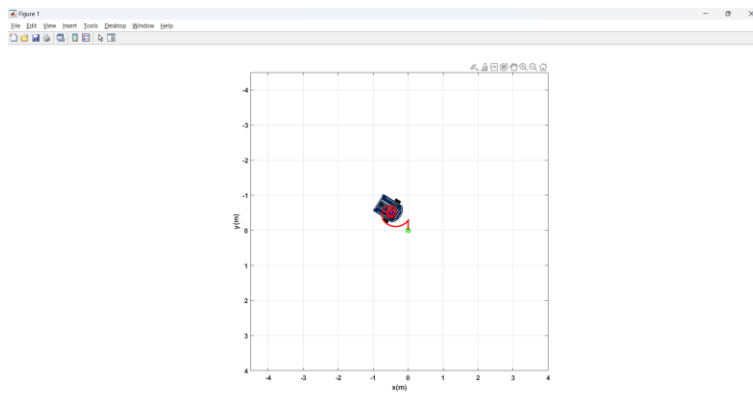 Figure 1
File Edit View Insert Tools Desktop Window Help
-4
-3
-2
-1
0
1
2
3
4
y(m)
-4 -3 -2 -1 0 1 2 3 4
x(m)